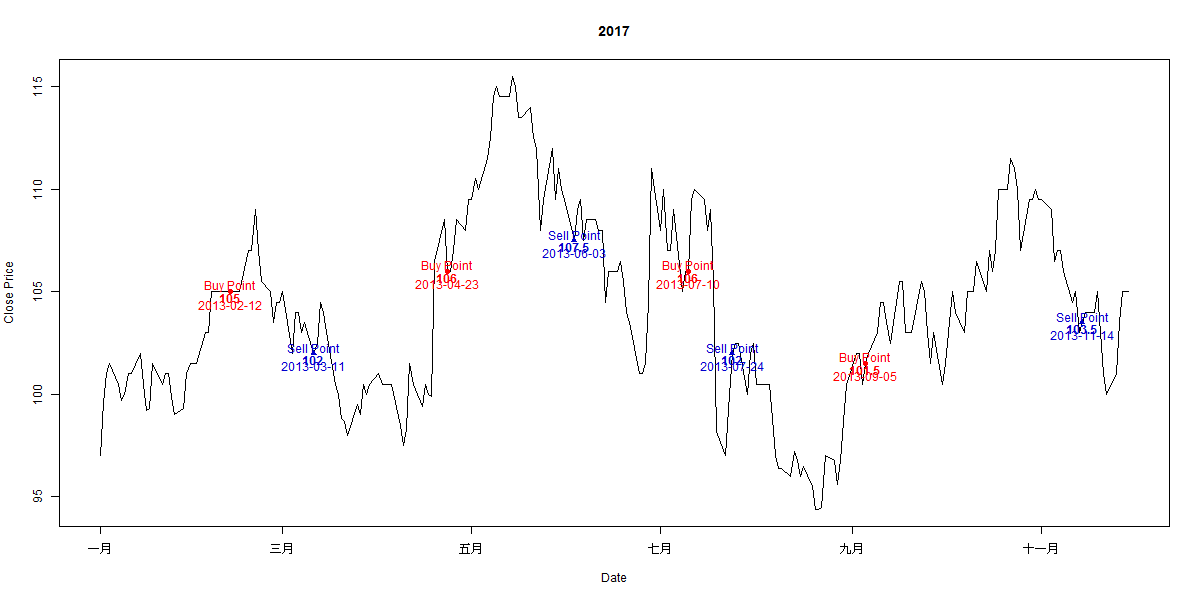 2017
Close Price
115
110
105
100
95
Buy Point
105
2013-02-12
Sell Point
102
2013-03-11
Buy Point
106
2013-04-23
Sell Point
107.5
2013-06-03
Buy Point
106
2013-07-10
Sell Point
102
2013-07-24
Buy Point
101.5
2013-09-05
Sell Point
103.5
2013-11-14
一月
三月
五月
七月
九月
十一月
Date